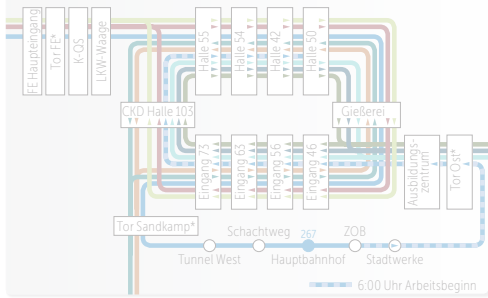 FE Haupteingang
Tor FE*
K-QS
LKW-Waage
Halle 55
Halle 54
Halle 42
Halle 50
CKD Halle 103
Gießerei
Eingang 73
Eingang 63
Eingang 56
Eingang 46
Ausbildungs-
zentrum
Tor Ost*
Tor Sandkamp*
Schachtweg
267
ZOB
Tunnel West
Hauptbahnhof
Stadtwerke
6:00 Uhr Arbeitsbeginn